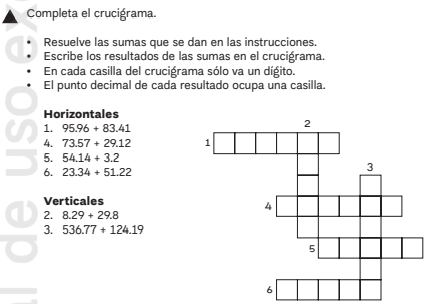 Completa el crucigrama.
• Resuelve las sumas que se dan en las instrucciones.
• Escribe los resultados de las sumas en el crucigrama.
• En cada casilla del crucigrama sólo va un dígito.
• El punto decimal de cada resultado ocupa una casilla.
Horizontales
1. 95.96 + 83.41
4. 73.57 + 29.12
5. 54.14 + 3.2
6. 23.34 + 51.22
Verticales
2. 8.29 + 29.8
3. 536.77 + 124.19
2
1
3
4
5
6
al de uso exc